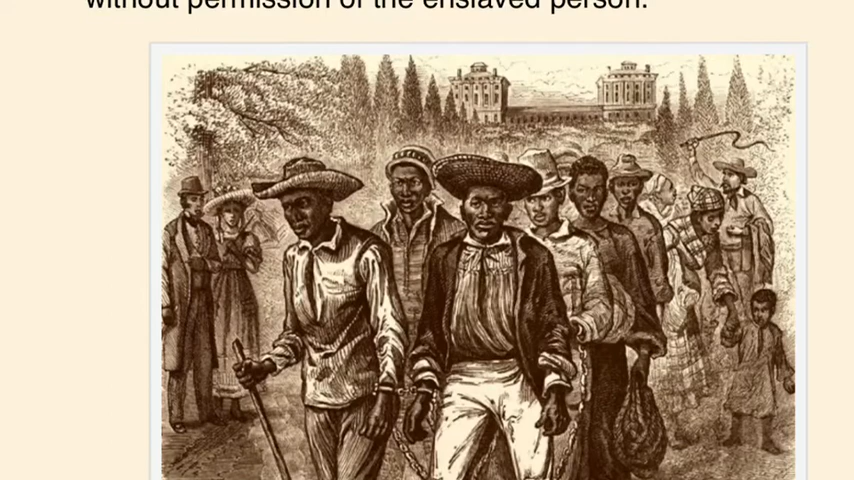 without permission of the enslaved person.